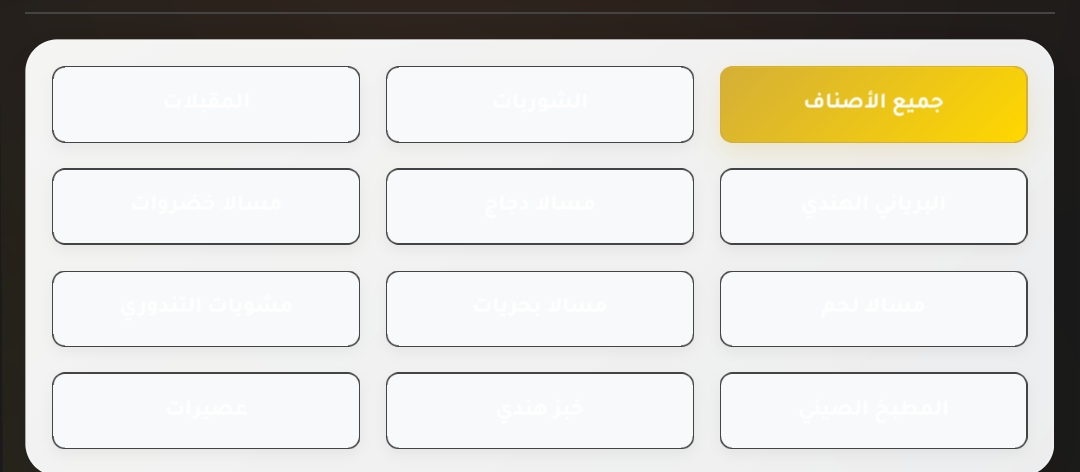 جميع الأصناف
الشوربات
المقبلات
البرياني الهندي
مسالا دجاج
مسالا خضروات
مسالا لحم
مسالا بحريات
مشويات التندوري
المطبخ الصيني
خبز هندي
عصيرات